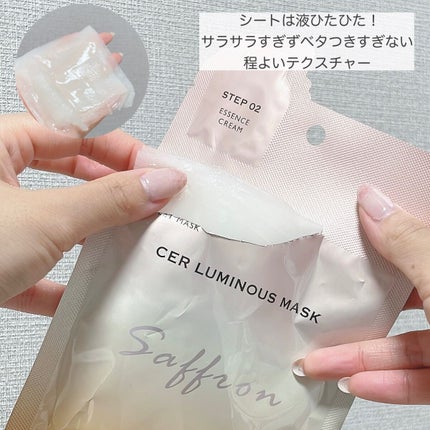 シートは液ひたひた！
サラサラすぎずベタつきすぎない
程よいテクスチャー
STEP 02
ESSENCE
CREAM
MASK
CER LUMINOUS MASK
Saffron